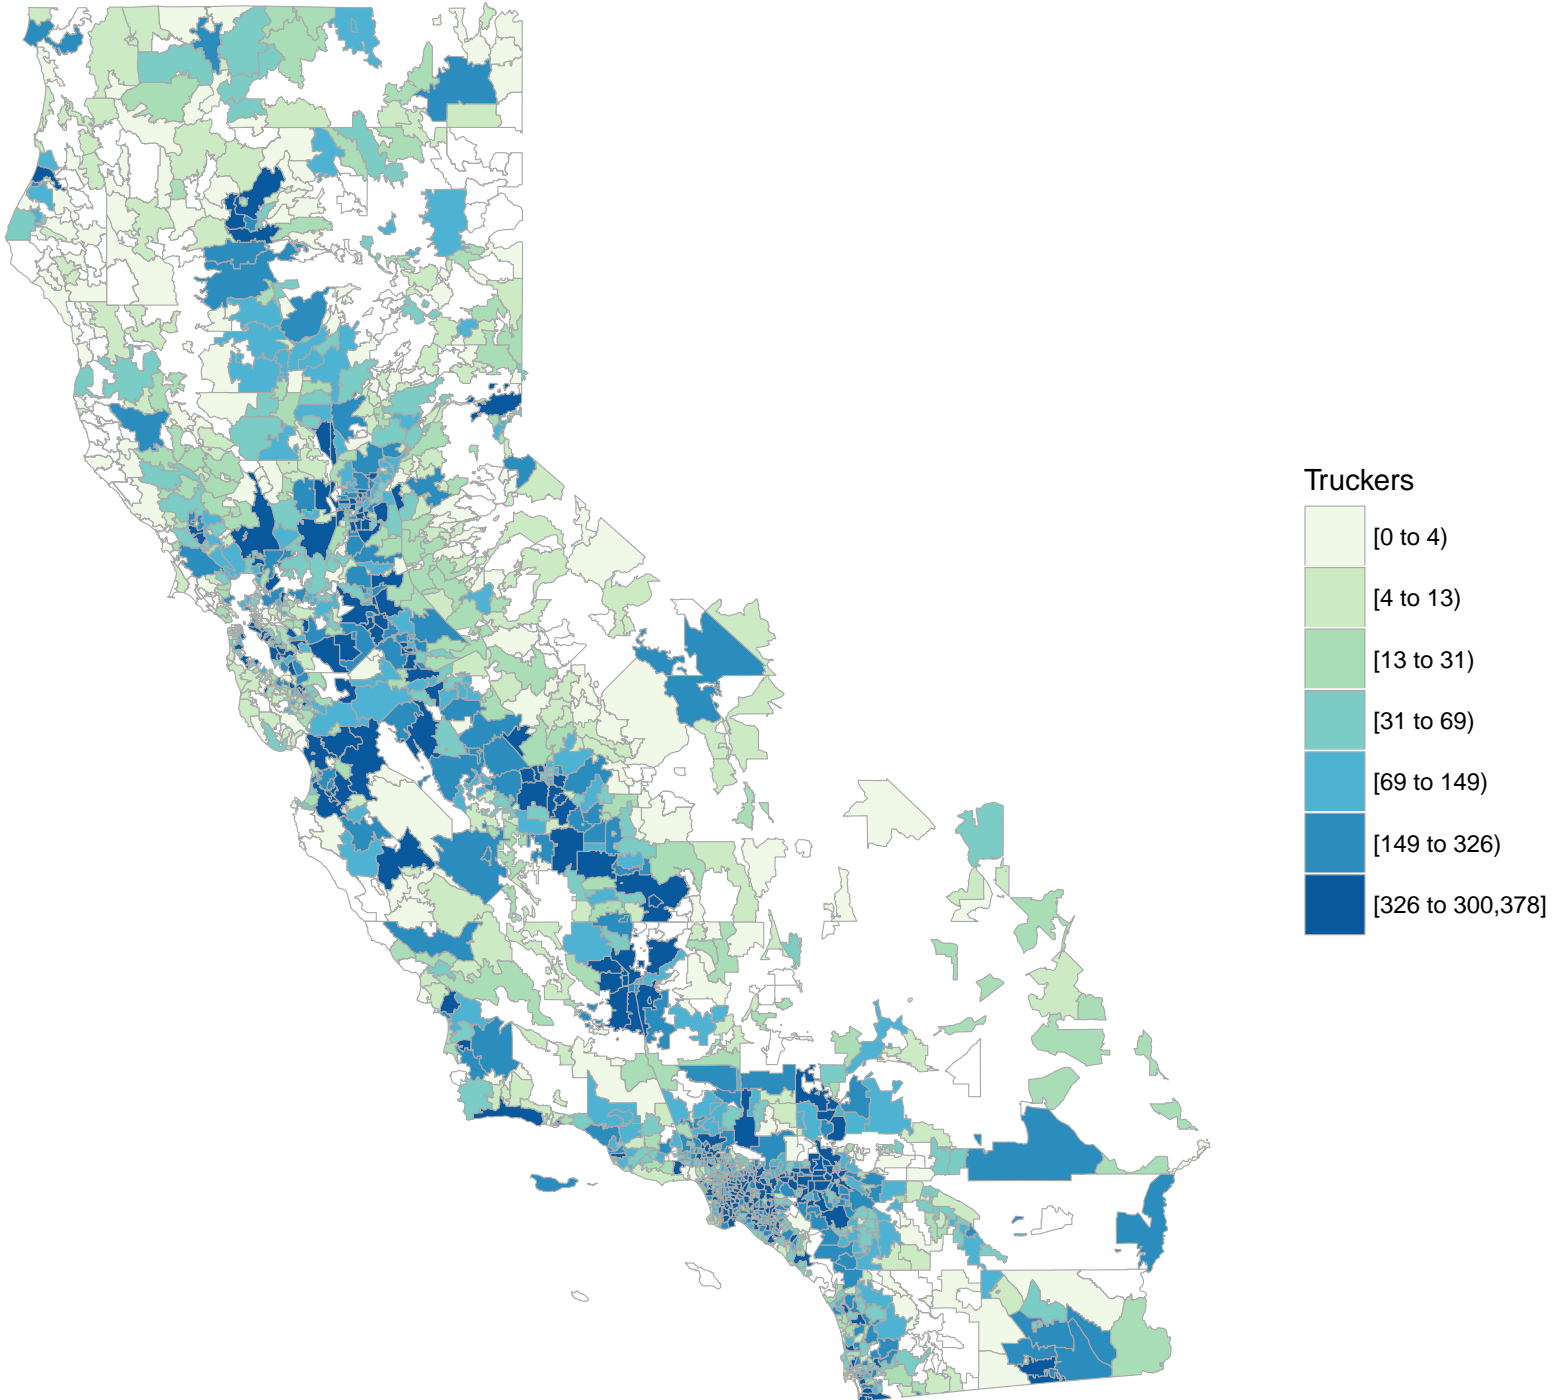 Truckers
[0 to 4)
[4 to 13)
[13 to 31)
[31 to 69)
[69 to 149)
[149 to 326)
[326 to 300,378]